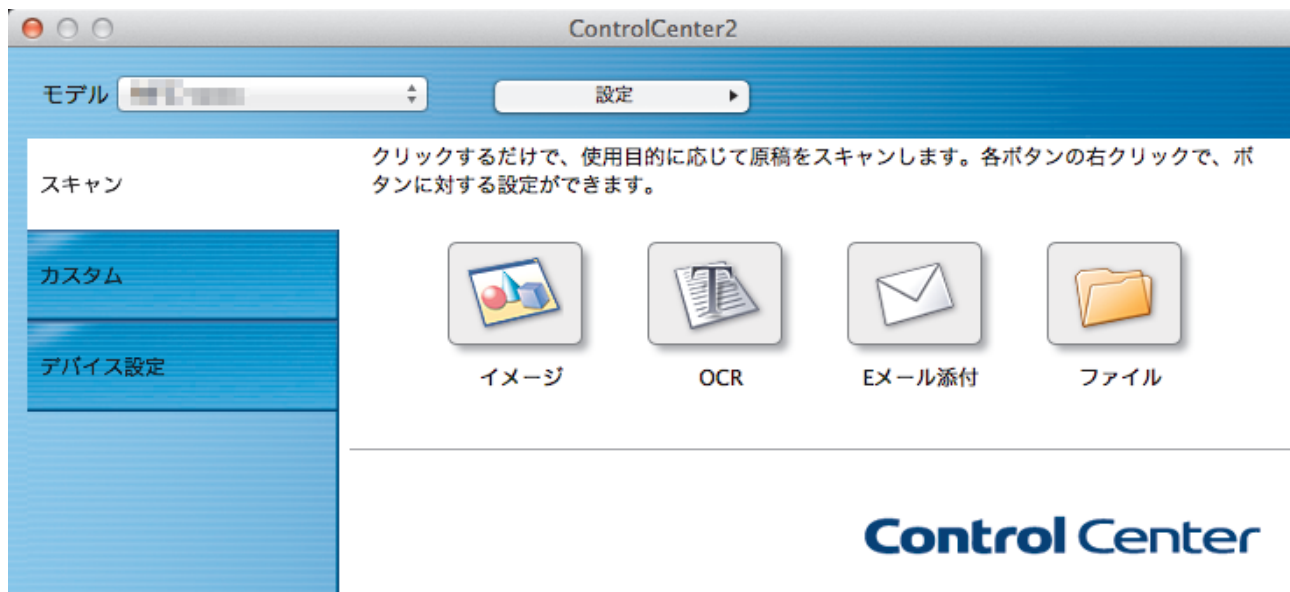 ControlCenter2
モデル
設定
スキャン
カスタム
デバイス設定
クリックするだけで、使用目的に応じて原稿をスキャンします。各ボタンの右クリックで、ボ
タンに対する設定ができます。
イメージ
OCR
Eメール添付
ファイル
Control Center